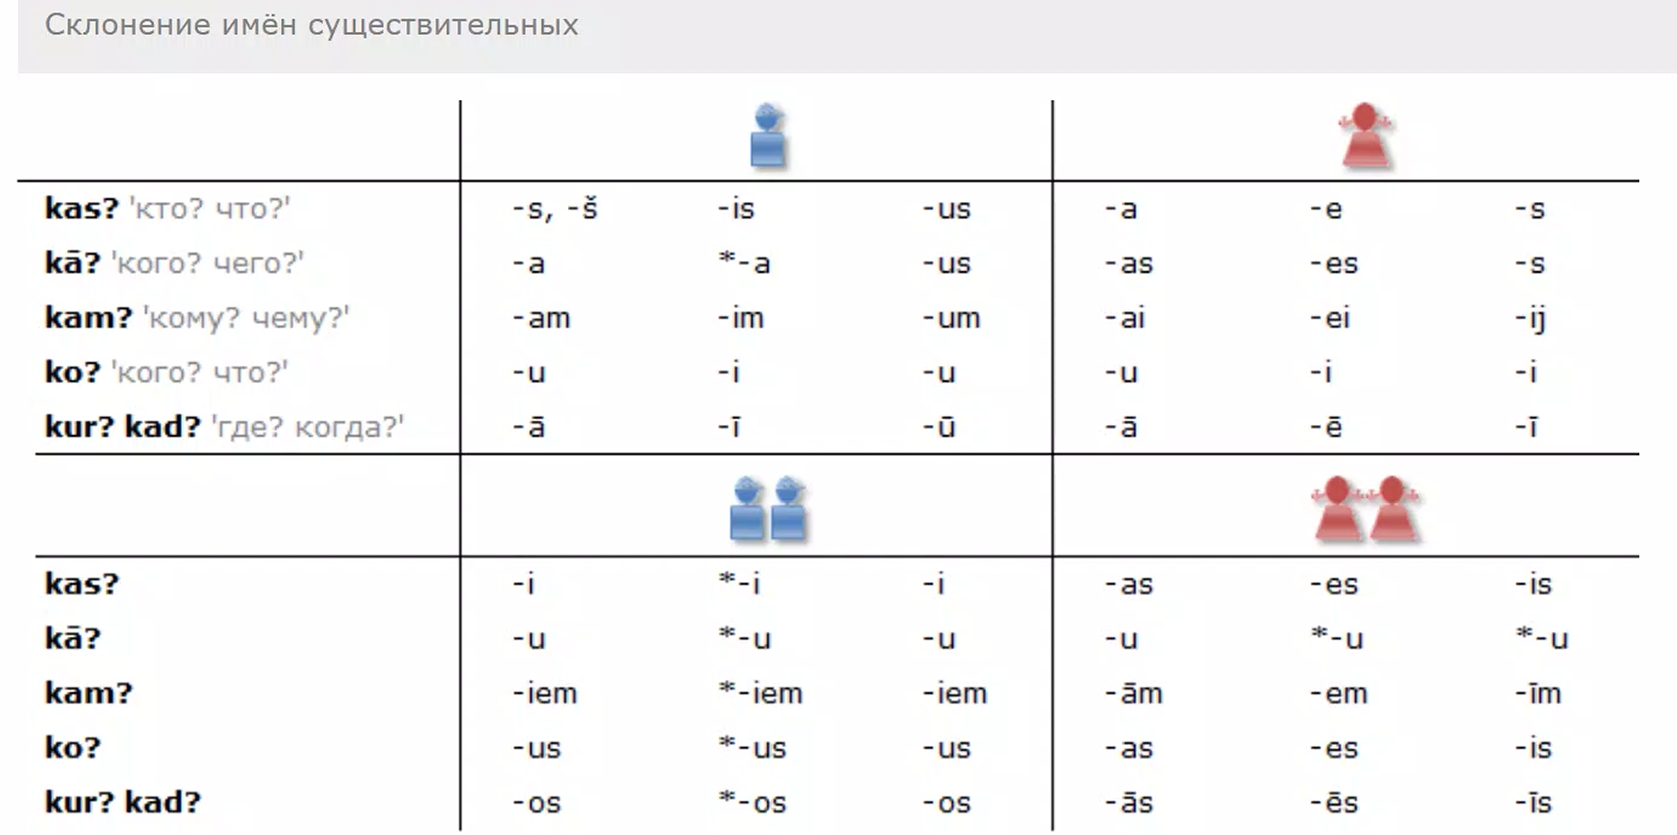 Склонение имён существительных
kas? 'кто? что?' -s, -š -is -us -a -e -s
kā? 'кого? чего?' -a *-a -us -as -es -s
kam? 'кому? чему?' -am -im -um -ai -ei -ij
ko? 'кого? что?' -u -i -u -u -i -i
kur? kad? 'где? когда?' -ā -ī -ū -ā -ē -ī
kas? -i *-i -i -as -es -is
kā? -u *-u -u -u *-u *-u
kam? -iem *-iem -iem -ām -em -īm
ko? -us *-us -us -as -es -is
kur? kad? -os *-os -os -ās -ēs -īs